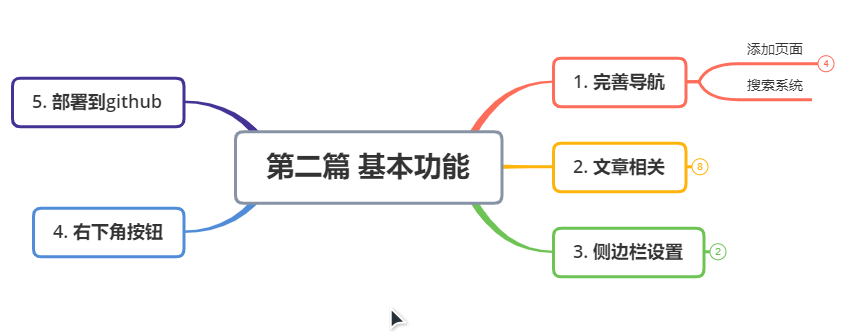 第二篇 基本功能
1. 完善导航
添加页面
4
搜索系统
2. 文章相关
8
3. 侧边栏设置
2
4. 右下角按钮
5. 部署到github